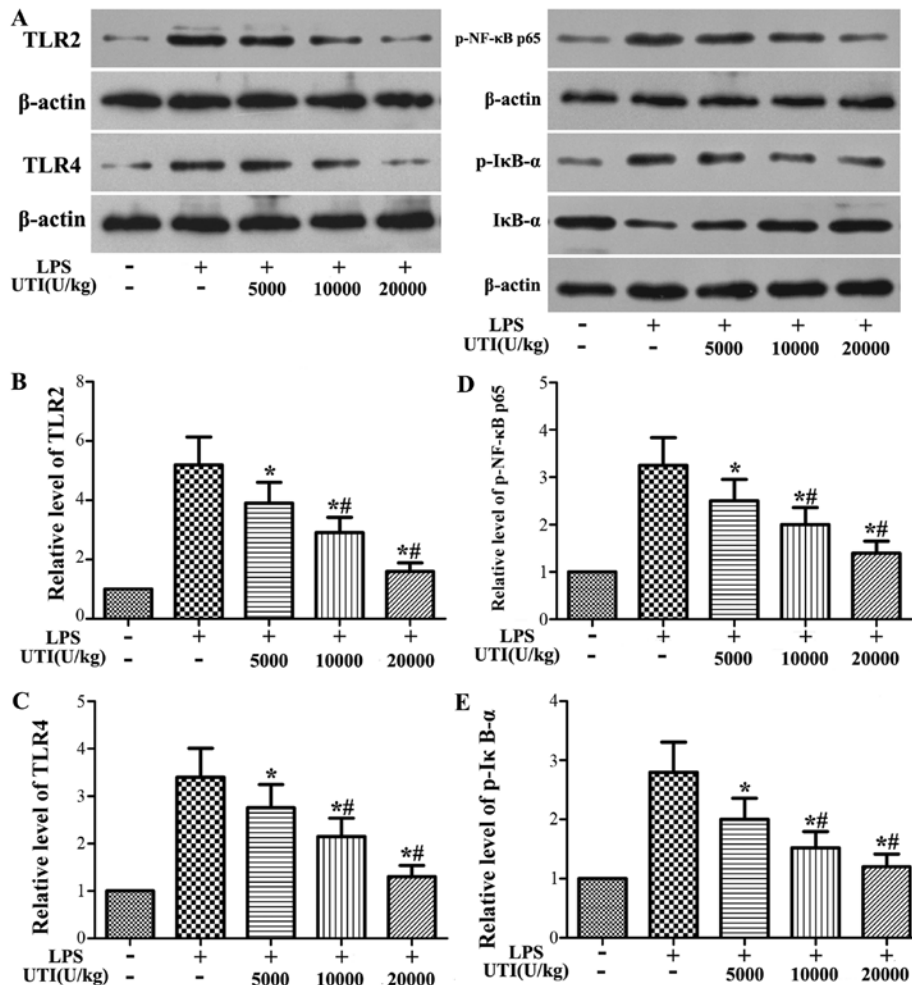 A
TLR2
β-actin
TLR4
β-actin
LPS - + + + +
UTI(U/kg) - - 5000 10000 20000
p-NF-κB p65
β-actin
p-IκB-α
IκB-α
β-actin
LPS - + + + +
UTI(U/kg) - - 5000 10000 20000
B
Relative level of TLR2
8
6
4
2
0
* *# *#
LPS - + + + +
UTI(U/kg) - - 5000 10000 20000
D
Relative level of p-NF-κB p65
5
4
3
2
1
0
* *# *#
LPS - + + + +
UTI(U/kg) - - 5000 10000 20000
C
Relative level of TLR4
5
4
3
2
1
0
* *# *#
LPS - + + + +
UTI(U/kg) - - 5000 10000 20000
E
Relative level of p-Iκ B-α
4
3
2
1
0
* *# *#
LPS - + + + +
UTI(U/kg) - - 5000 10000 20000